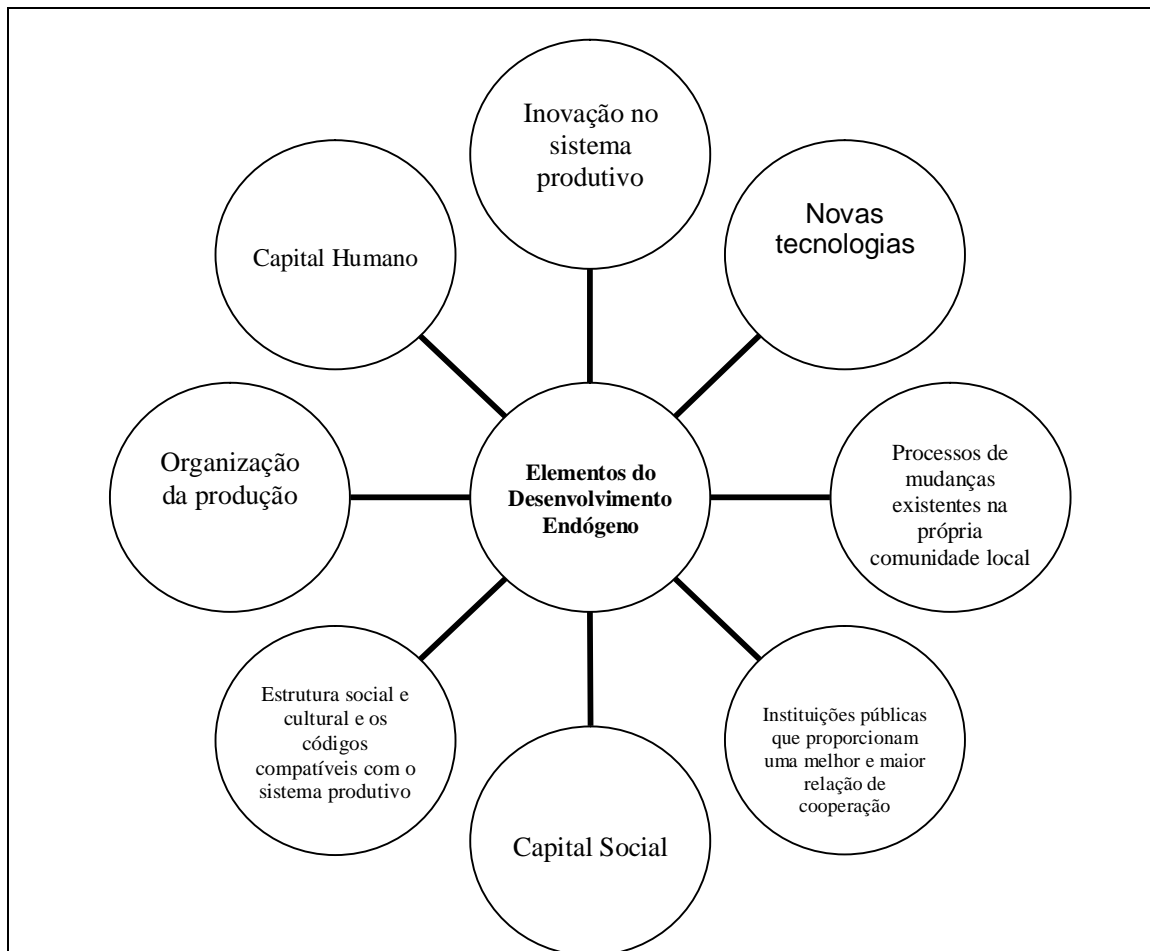 Inovação no
sistema
produtivo
Novas
tecnologias
Processos de
mudanças
existentes na
própria
comunidade local
Instituições públicas
que proporcionam
uma melhor e maior
relação de
cooperação
Capital Social
Estrutura social e
cultural e os
códigos
compatíveis com o
sistema produtivo
Organização
da produção
Capital Humano
Elementos do
Desenvolvimento
Endógeno